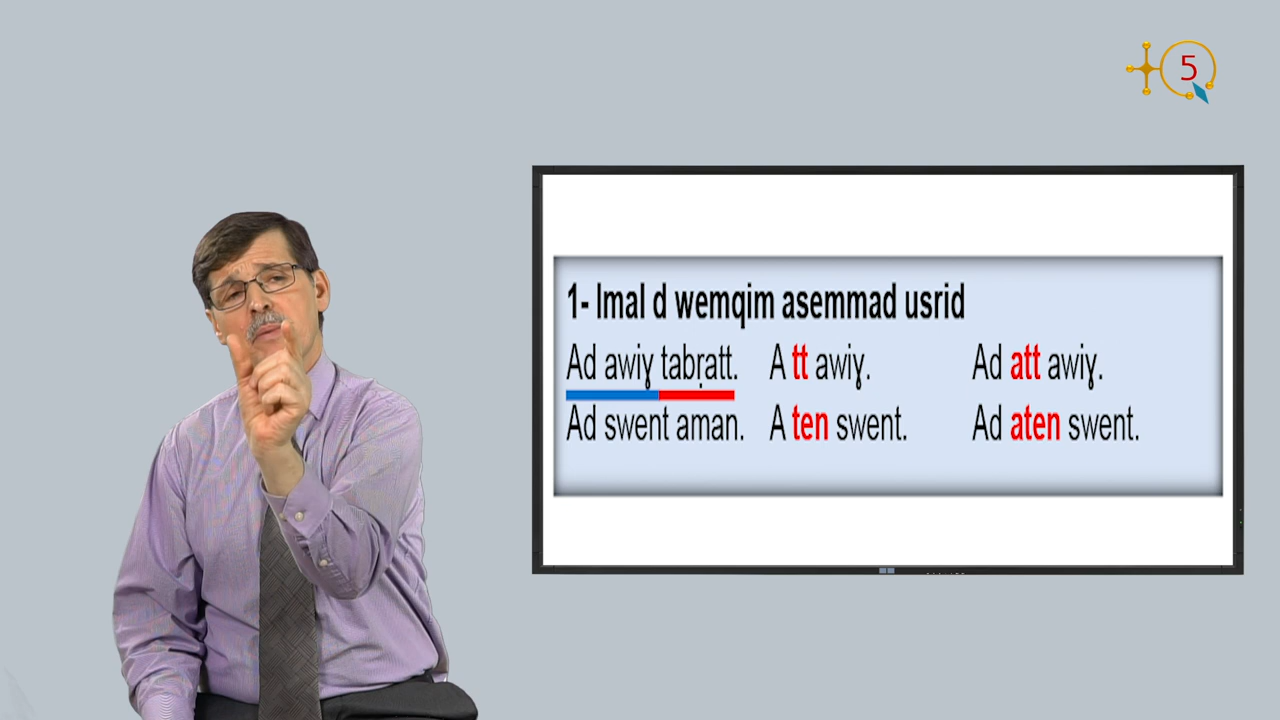 5
1- Imal d wemqim asemmad usrid
Ad awiɣ tabṛatt. A tt awiɣ. Ad att awiɣ.
Ad swent aman. A ten swent. Ad aten swent.